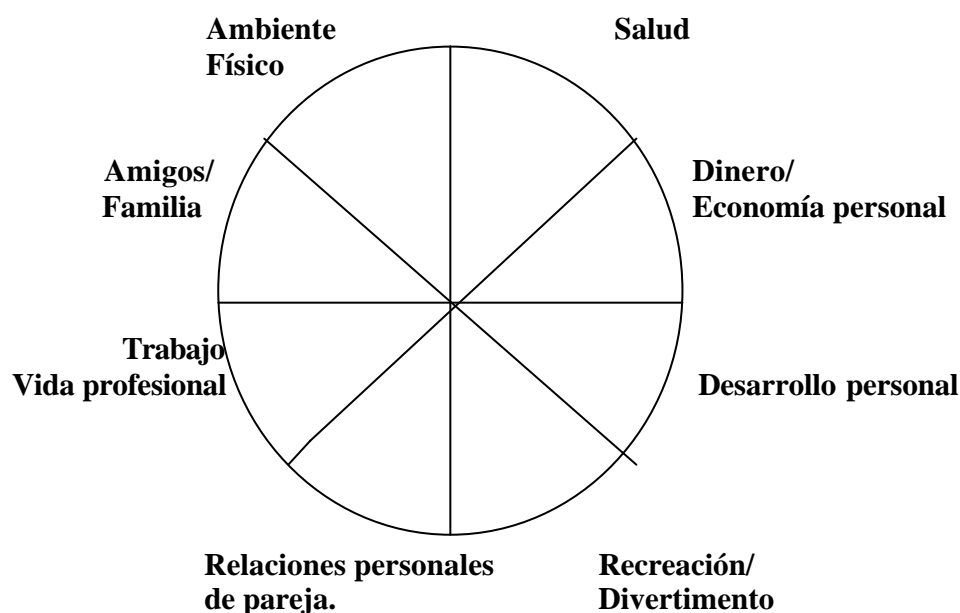 Ambiente
Físico
Salud
Amigos/
Familia
Dinero/
Economía personal
Trabajo
Vida profesional
Desarrollo personal
Relaciones personales
de pareja.
Recreación/
Divertimento